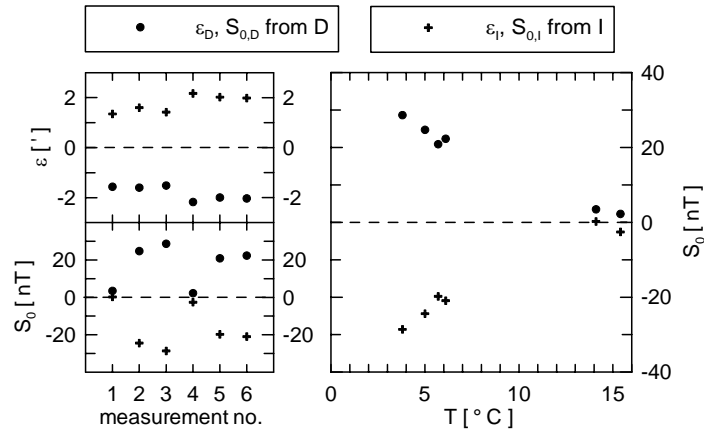 ε_D, S_0,D from D
ε_I, S_0,I from I
2 2
0 0
-2 -2
ε [ ' ]
20 20
0 0
-20 -20
S_0 [ nT ]
1 2 3 4 5 6
measurement no.
40
20
0
-20
-40
S_0 [ nT ]
0 5 10 15
T [ ° C ]